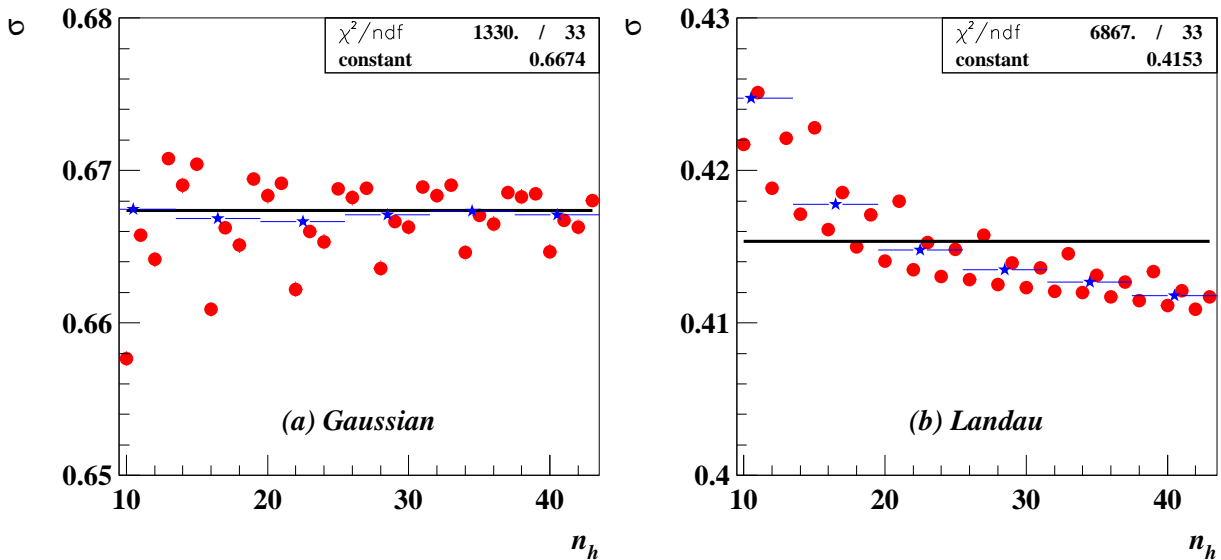 σ
0.68
0.67
0.66
0.65
χ²/ndf 1330. / 33
constant 0.6674
(a) Gaussian
10 20 30 40
n_h
σ
0.43
0.42
0.41
0.4
χ²/ndf 6867. / 33
constant 0.4153
(b) Landau
10 20 30 40
n_h